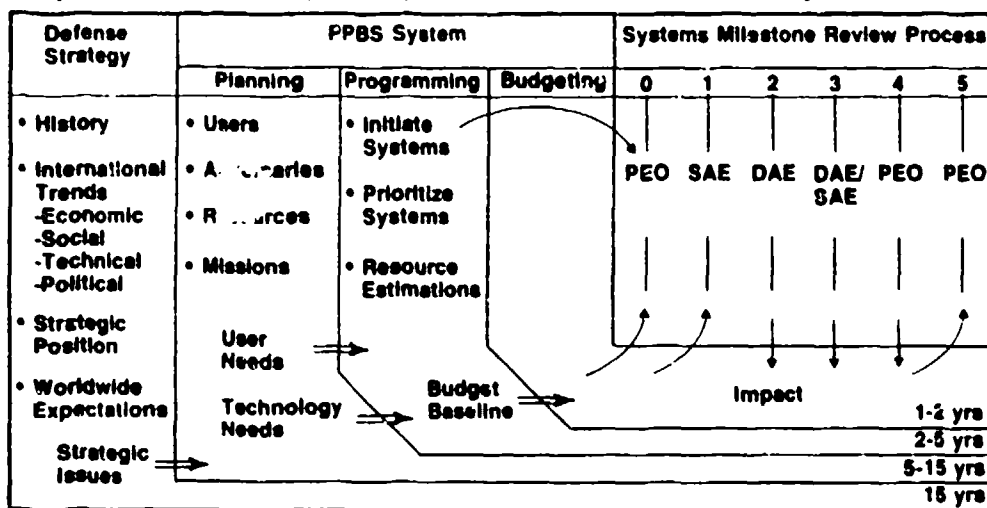 Defense
Strategy
PPBS System
Systems Milestone Review Process
Planning
Programming
Budgeting
0 1 2 3 4 5
• History
• International
Trends
-Economic
-Social
-Technical
-Political
• Strategic
Position
• Worldwide
Expectations
Strategic
Issues
• Users
•
•
• Missions
User
Needs
Technology
Needs
• Initiate
Systems
• Prioritize
Systems
• Resource
Estimations
Budget
Baseline
PEO SAE DAE DAE/ PEO PEO
SAE
Impact
1-2 yrs
2-5 yrs
5-15 yrs
15 yrs